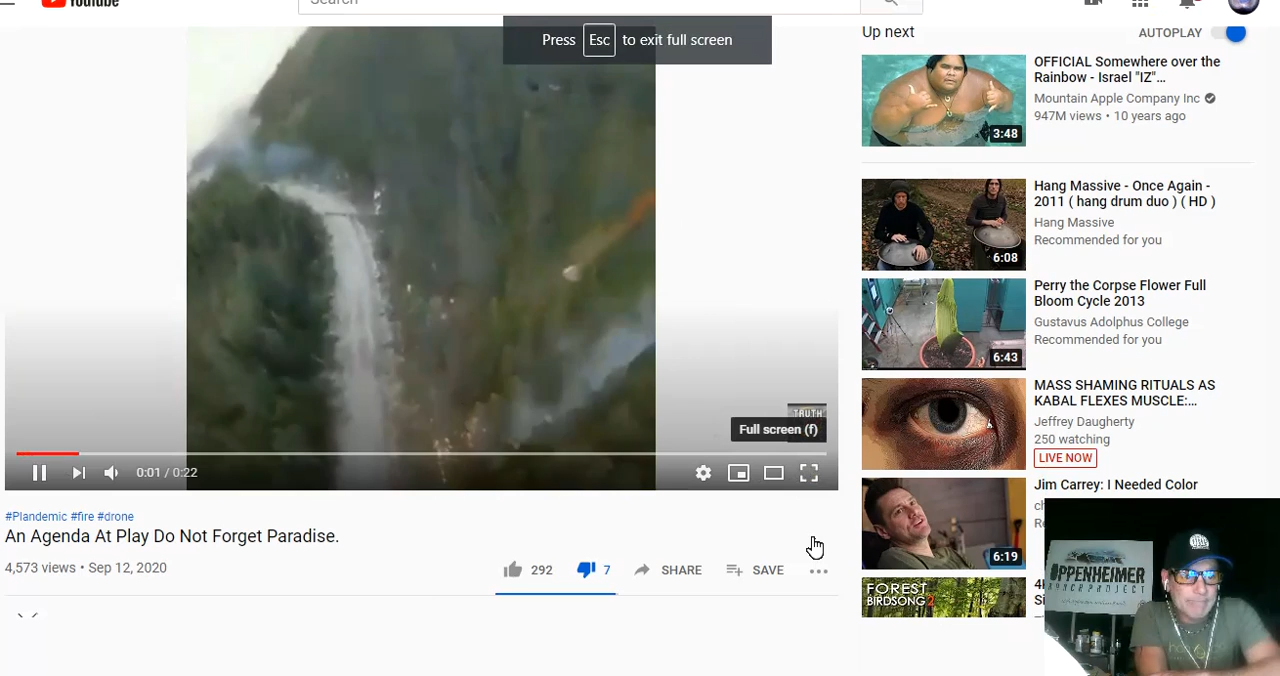 YouTube
Search
Press Esc to exit full screen
Up next
AUTOPLAY
OFFICIAL Somewhere over the
Rainbow - Israel "IZ"...
Mountain Apple Company Inc
947M views • 10 years ago
3:48
Hang Massive - Once Again -
2011 ( hang drum duo ) ( HD )
Hang Massive
Recommended for you
6:08
Perry the Corpse Flower Full
Bloom Cycle 2013
Gustavus Adolphus College
Recommended for you
6:43
MASS SHAMING RITUALS AS
KABAL FLEXES MUSCLE:...
Jeffrey Daugherty
250 watching
LIVE NOW
Jim Carrey: I Needed Color
6:19
FOREST
BIRDSONG 2
TRUTH
Full screen (f)
0:01 / 0:22
#Plandemic #fire #drone
An Agenda At Play Do Not Forget Paradise.
4,573 views • Sep 12, 2020
292
7
SHARE
SAVE
OPPENHEIMER
RANCH PROJECT